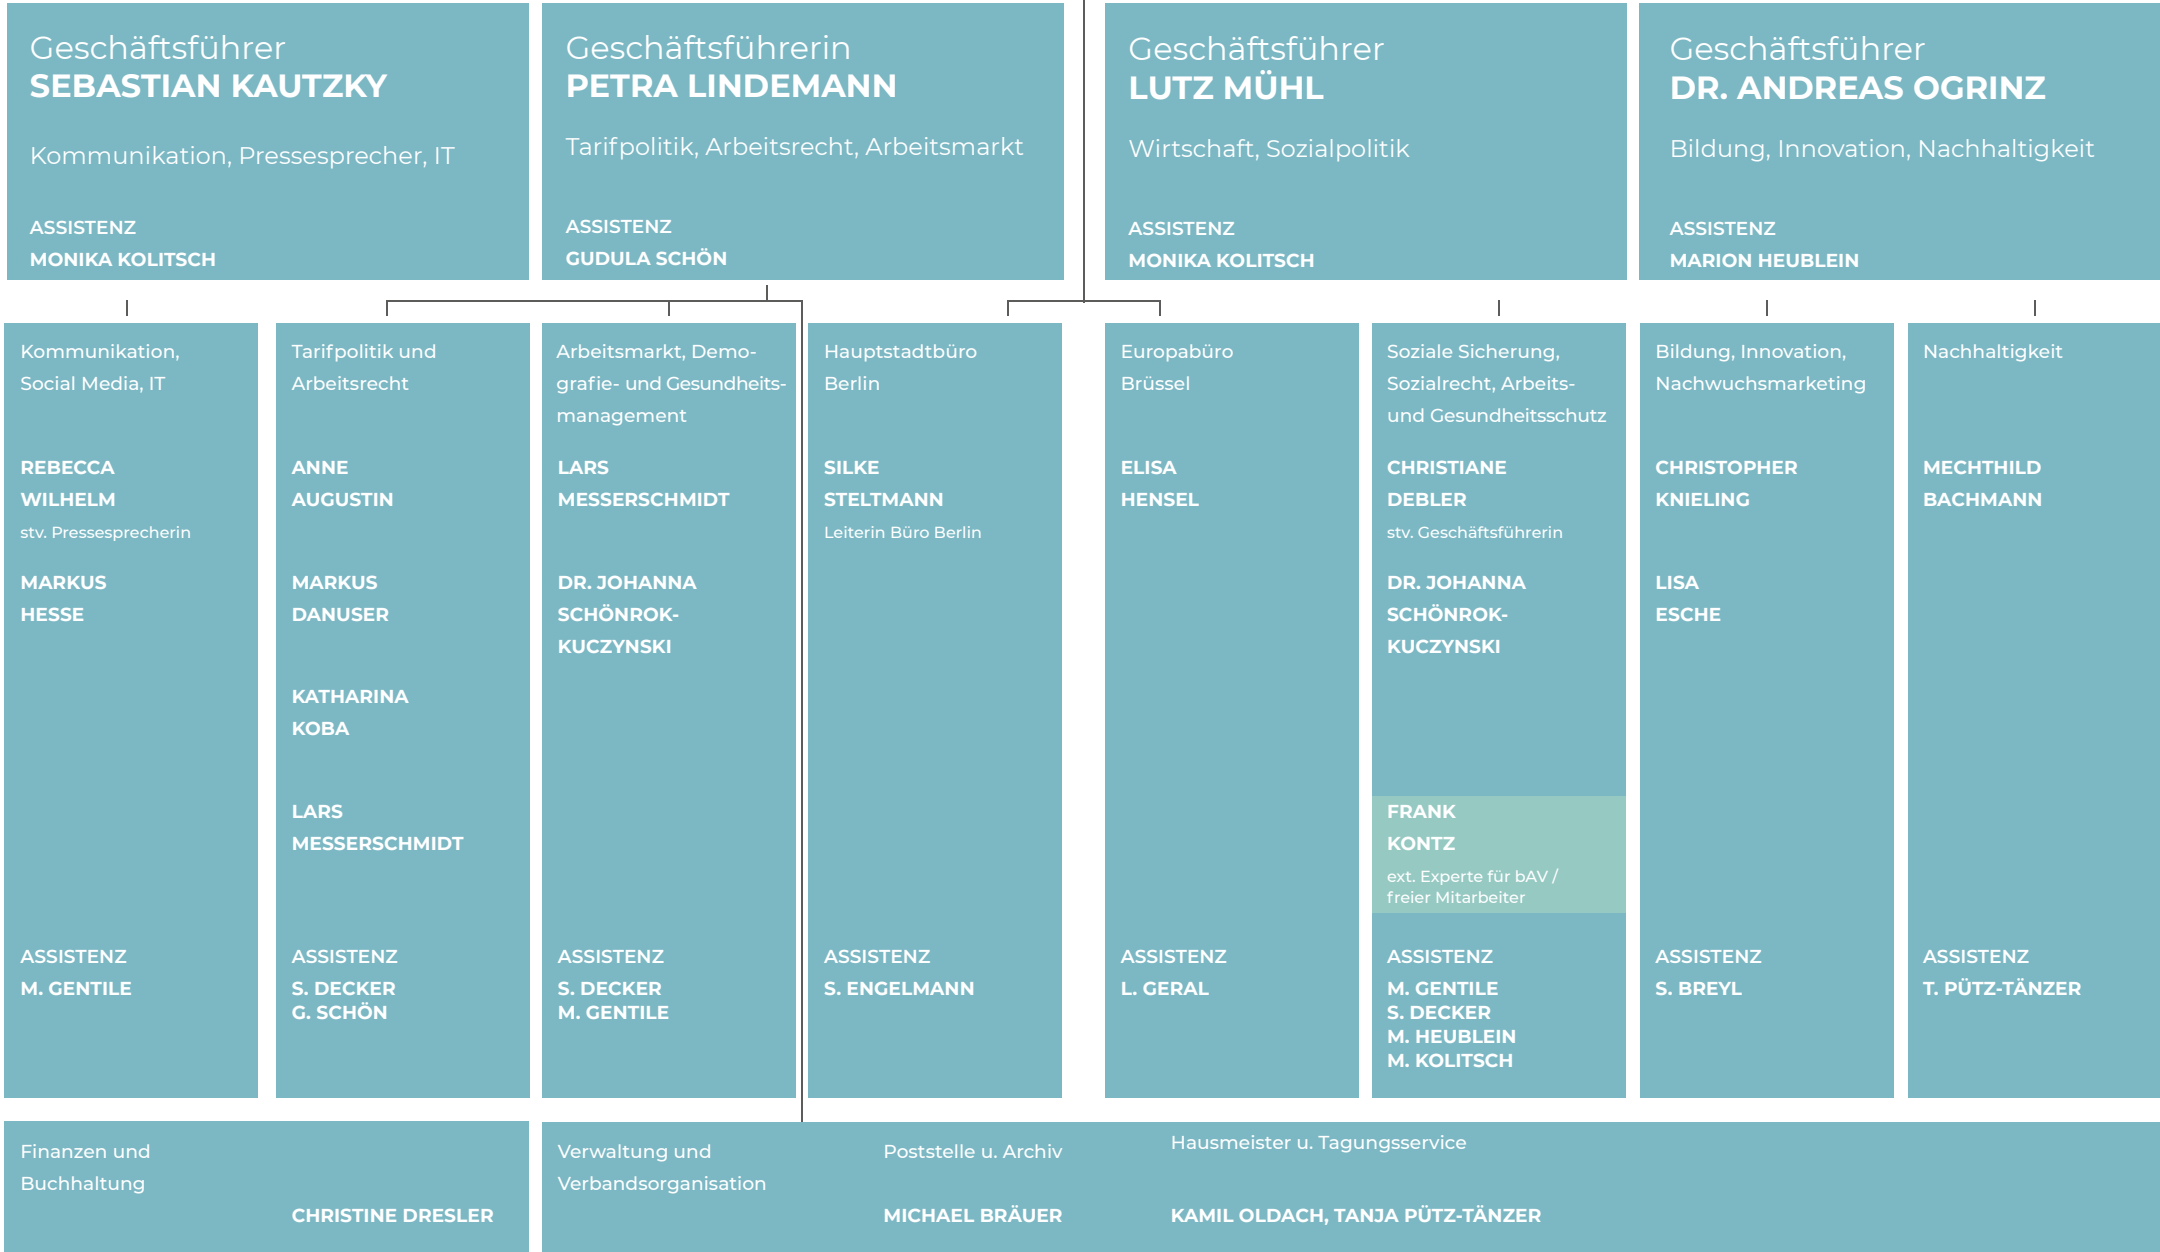 Geschäftsführer
SEBASTIAN KAUTZKY
Kommunikation, Pressesprecher, IT
ASSISTENZ
MONIKA KOLITSCH
Geschäftsführerin
PETRA LINDEMANN
Tarifpolitik, Arbeitsrecht, Arbeitsmarkt
ASSISTENZ
GUDULA SCHÖN
Geschäftsführer
LUTZ MÜHL
Wirtschaft, Sozialpolitik
ASSISTENZ
MONIKA KOLITSCH
Geschäftsführer
DR. ANDREAS OGRINZ
Bildung, Innovation, Nachhaltigkeit
ASSISTENZ
MARION HEUBLEIN
Kommunikation,
Social Media, IT
REBECCA
WILHELM
stv. Pressesprecherin
MARKUS
HESSE
ASSISTENZ
M. GENTILE
Tarifpolitik und
Arbeitsrecht
ANNE
AUGUSTIN
MARKUS
DANUSER
KATHARINA
KOBA
LARS
MESSERSCHMIDT
ASSISTENZ
S. DECKER
G. SCHÖN
Arbeitsmarkt, Demo-
grafie- und Gesundheits-
management
LARS
MESSERSCHMIDT
DR. JOHANNA
SCHÖNROK-
KUCZYNSKI
ASSISTENZ
S. DECKER
M. GENTILE
Hauptstadtbüro
Berlin
SILKE
STELTMANN
Leiterin Büro Berlin
ASSISTENZ
S. ENGELMANN
Europabüro
Brüssel
ELISA
HENSEL
ASSISTENZ
L. GERAL
Soziale Sicherung,
Sozialrecht, Arbeits-
und Gesundheitsschutz
CHRISTIANE
DEBLER
stv. Geschäftsführerin
DR. JOHANNA
SCHÖNROK-
KUCZYNSKI
FRANK
KONTZ
ext. Experte für bAV /
freier Mitarbeiter
ASSISTENZ
M. GENTILE
S. DECKER
M. HEUBLEIN
M. KOLITSCH
Bildung, Innovation,
Nachwuchsmarketing
CHRISTOPHER
KNIELING
LISA
ESCHE
ASSISTENZ
S. BREYL
Nachhaltigkeit
MECHTHILD
BACHMANN
ASSISTENZ
T. PÜTZ-TÄNZER
Finanzen und
Buchhaltung
CHRISTINE DRESLER
Verwaltung und
Verbandsorganisation
Poststelle u. Archiv
MICHAEL BRÄUER
Hausmeister u. Tagungsservice
KAMIL OLDACH, TANJA PÜTZ-TÄNZER